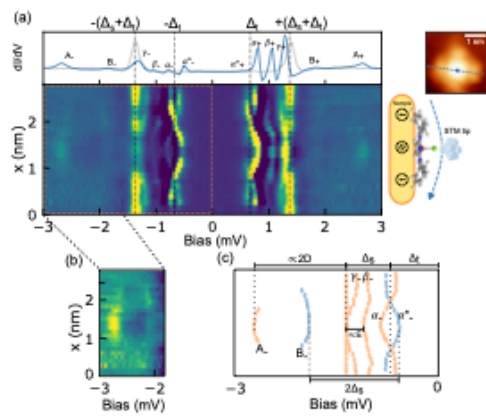 (a)
-(Δs+Δt) -Δt Δt +(Δs+Δt)
dI/dV
A- B- γ- β- α- α*- α*+ α+ β+ γ+ B+ A+
1 nm
STM tip
x (nm)
2
1
0
−3 −2 −1 0 1 2 3
Bias (mV)
(b)
x (nm)
2
1
0
−3 −2
Bias (mV)
(c)
∝2D Δs Δt
γ- β-
α- α*-
A- B-
2Δs
−3 0
Bias (mV)